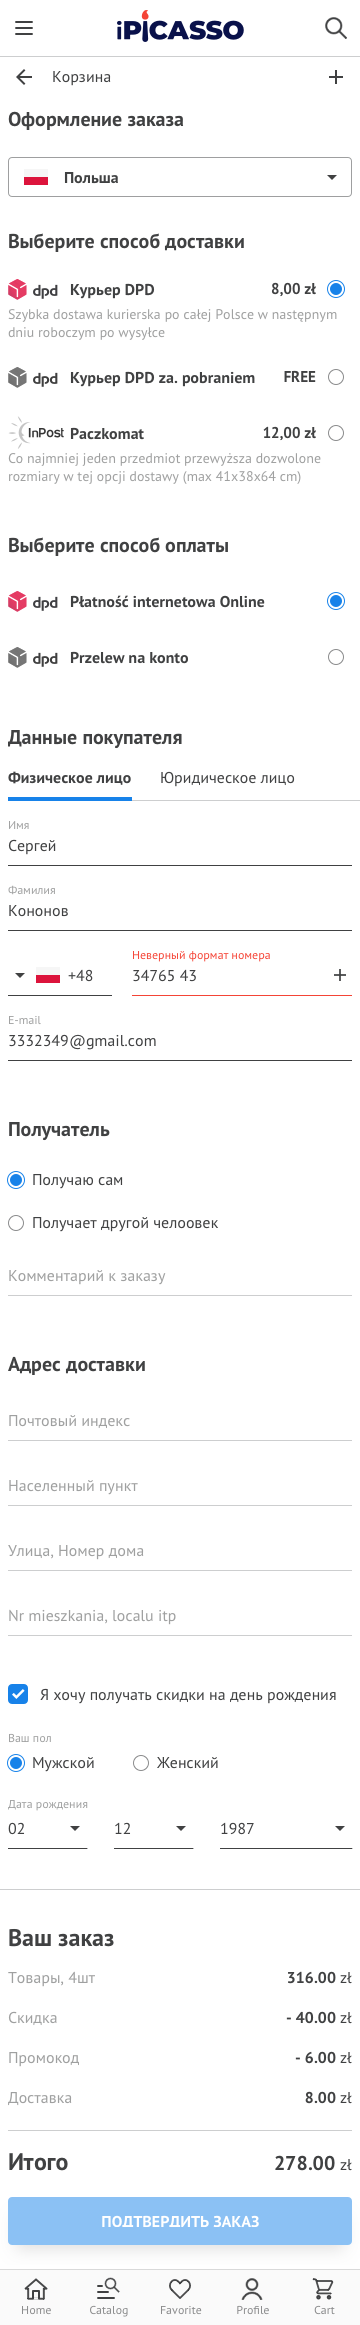 iPICASSO
Корзина
Оформление заказа
Польша
Выберите способ доставки
dpd Курьер DPD 8,00 zł
Szybka dostawa kurierska po całej Polsce w następnym
dniu roboczym po wysyłce
dpd Курьер DPD za. pobraniem FREE
InPost Paczkomat 12,00 zł
Co najmniej jeden przedmiot przewyższa dozwolone
rozmiary w tej opcji dostawy (max 41x38x64 cm)
Выберите способ оплаты
dpd Płatność internetowa Online
dpd Przelew na konto
Данные покупателя
Физическое лицо Юридическое лицо
Имя
Сергей
Фамилия
Кононов
Неверный формат номера
+48 34765 43
E-mail
3332349@gmail.com
Получатель
Получаю сам
Получает другой челоовек
Комментарий к заказу
Адрес доставки
Почтовый индекс
Населенный пункт
Улица, Номер дома
Nr mieszkania, localu itp
Я хочу получать скидки на день рождения
Ваш пол
Мужской Женский
Дата рождения
02 12 1987
Ваш заказ
Товары, 4шт 316.00 zł
Скидка - 40.00 zł
Промокод - 6.00 zł
Доставка 8.00 zł
Итого 278.00 zł
ПОДТВЕРДИТЬ ЗАКАЗ
Home Catalog Favorite Profile Cart